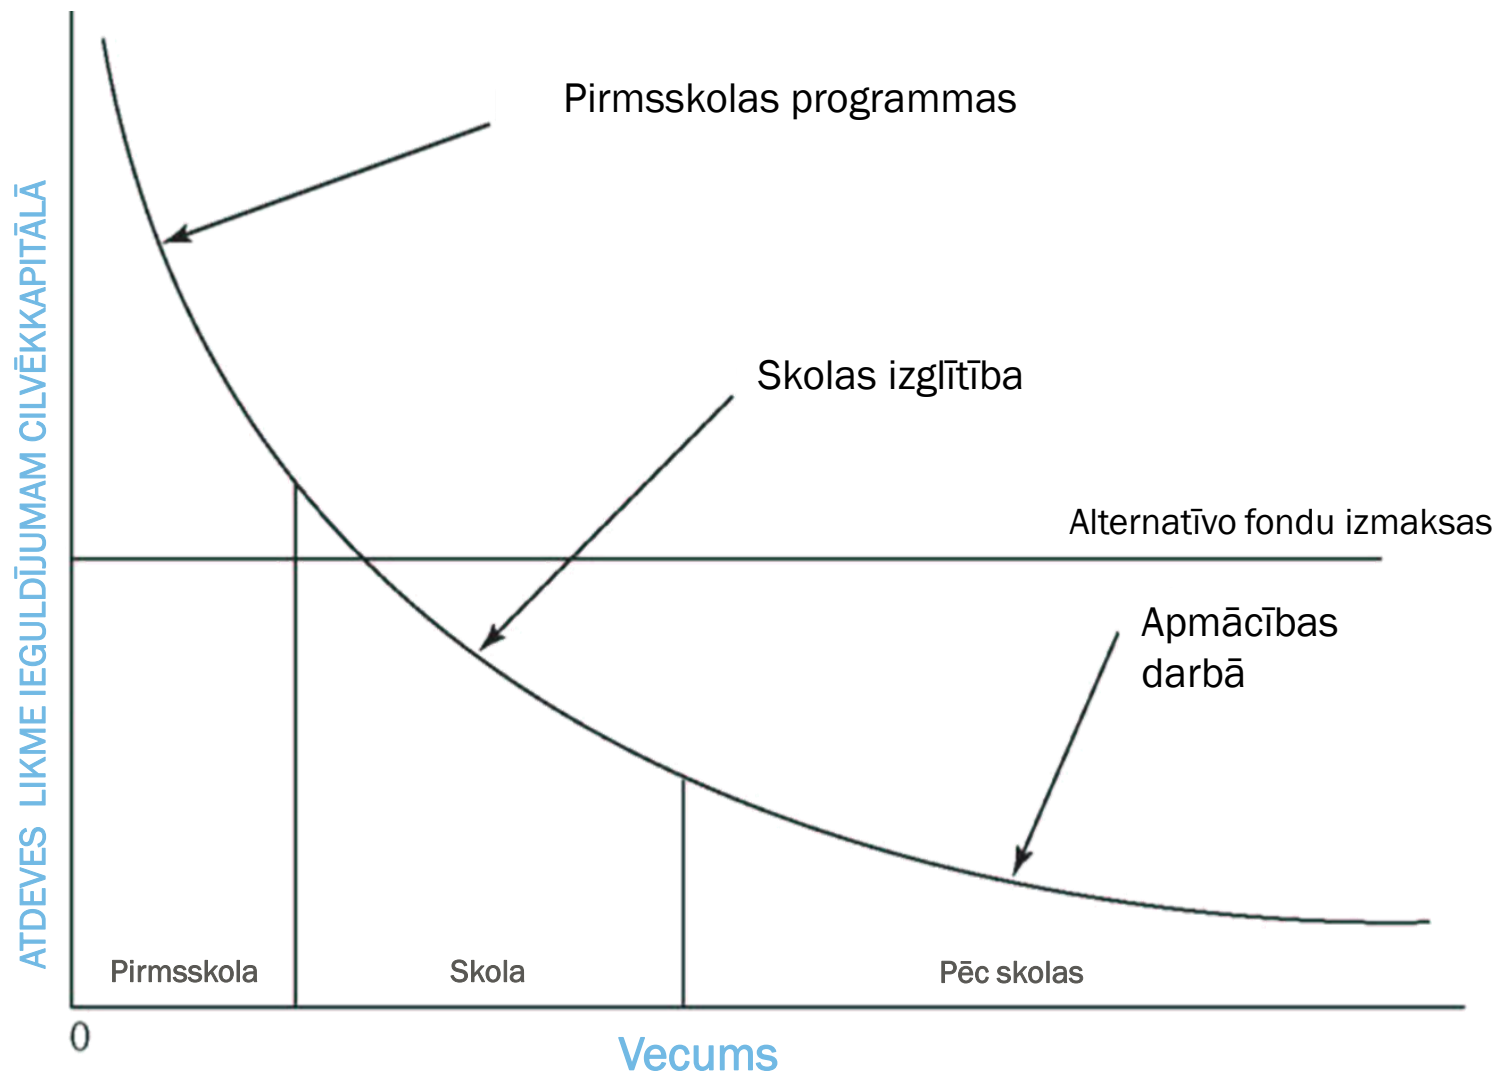 Pirmsskolas programmas
ATDEVES LIKME IEGULDĪJUMAM CILVĒKKAPITĀLĀ
Skolas izglītība
Alternatīvo fondu izmaksas
Apmācības
darbā
Pirmsskola
Skola
Pēc skolas
0
Vecums